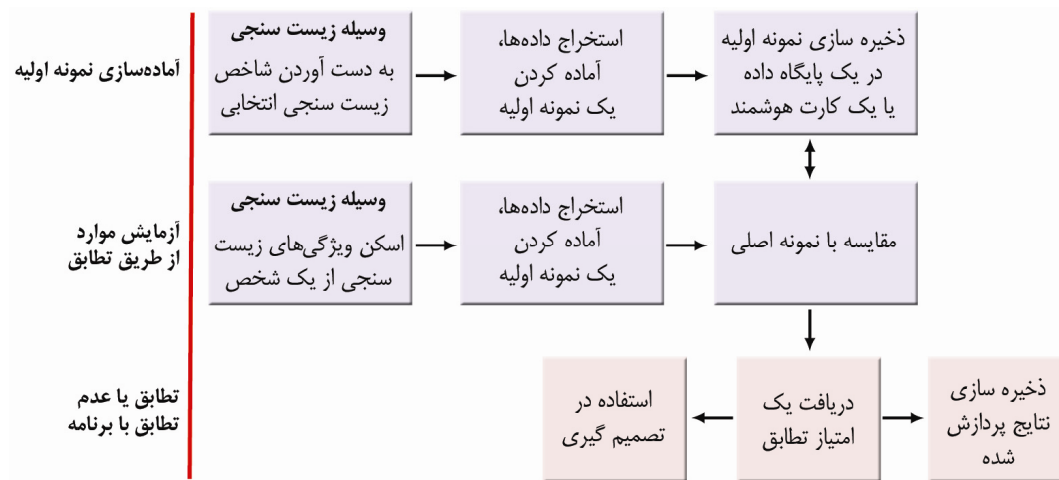 آماده‌سازی نمونه اولیه
وسیله زیست سنجی
به دست آوردن شاخص
زیست سنجی انتخابی
استخراج داده‌ها،
آماده کردن
یک نمونه اولیه
ذخیره سازی نمونه اولیه
در یک پایگاه داده
یا یک کارت هوشمند
آزمایش موارد
از طریق تطابق
وسیله زیست سنجی
اسکن ویژگی‌های زیست
سنجی از یک شخص
استخراج داده‌ها،
آماده کردن
یک نمونه اولیه
مقایسه با نمونه اصلی
تطابق یا عدم
تطابق با برنامه
استفاده در
تصمیم گیری
دریافت یک
امتیاز تطابق
ذخیره سازی
نتایج پردازش
شده